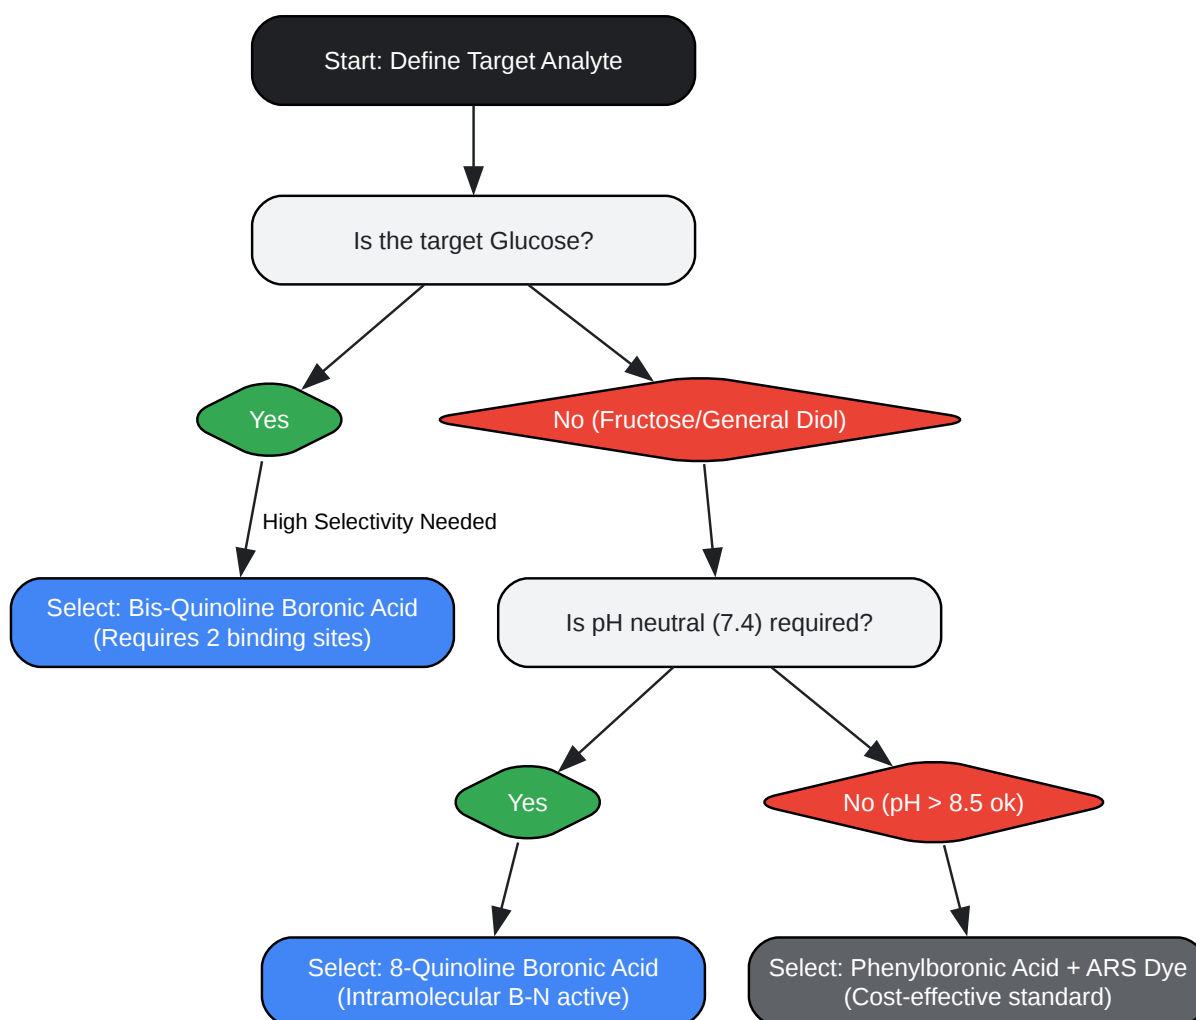 Start: Define Target Analyte
Is the target Glucose?
Yes
No (Fructose/General Diol)
High Selectivity Needed
Select: Bis-Quinoline Boronic Acid
(Requires 2 binding sites)
Is pH neutral (7.4) required?
Yes
No (pH > 8.5 ok)
Select: 8-Quinoline Boronic Acid
(Intramolecular B-N active)
Select: Phenylboronic Acid + ARS Dye
(Cost-effective standard)